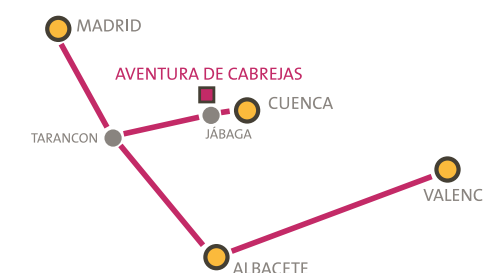 MADRID
AVENTURA DE CABREJAS
CUENCA
TARANCON
JÁBAGA
VALENC
ALBACETE